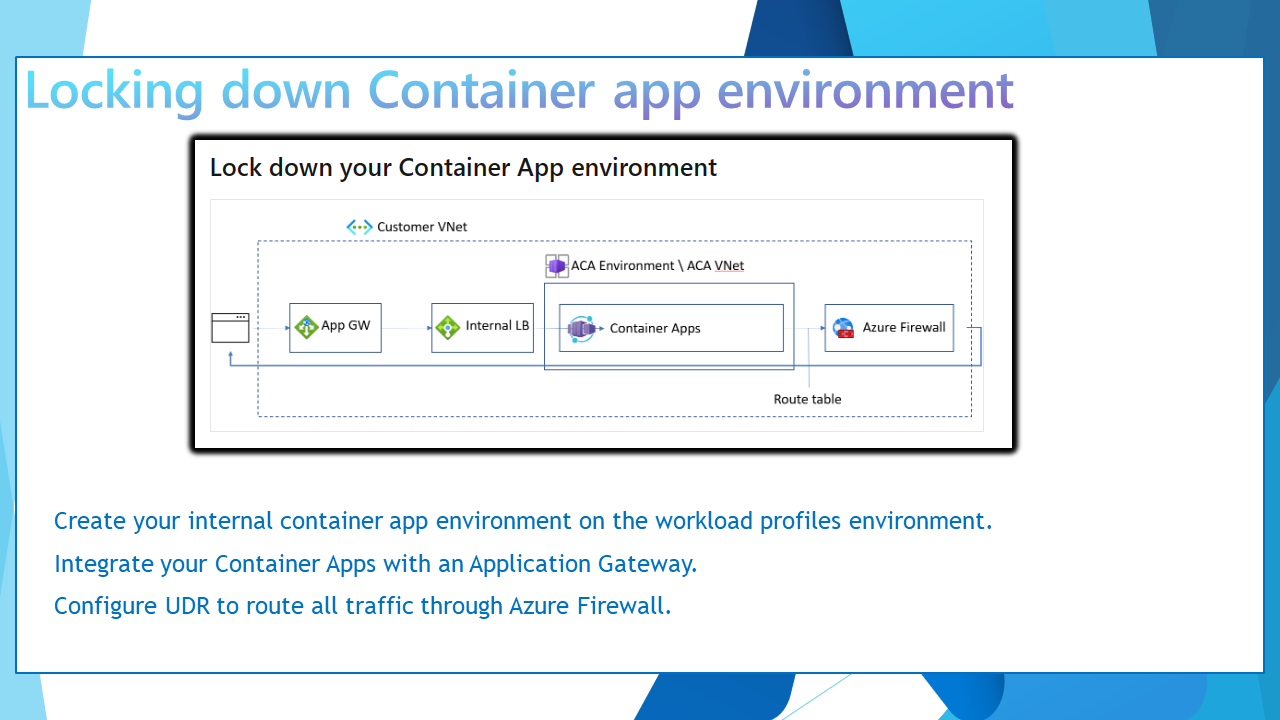 Locking down Container app environment
Lock down your Container App environment
Customer VNet
ACA Environment \ ACA VNet
App GW
Internal LB
Container Apps
Azure Firewall
Route table
Create your internal container app environment on the workload profiles environment.
Integrate your Container Apps with an Application Gateway.
Configure UDR to route all traffic through Azure Firewall.